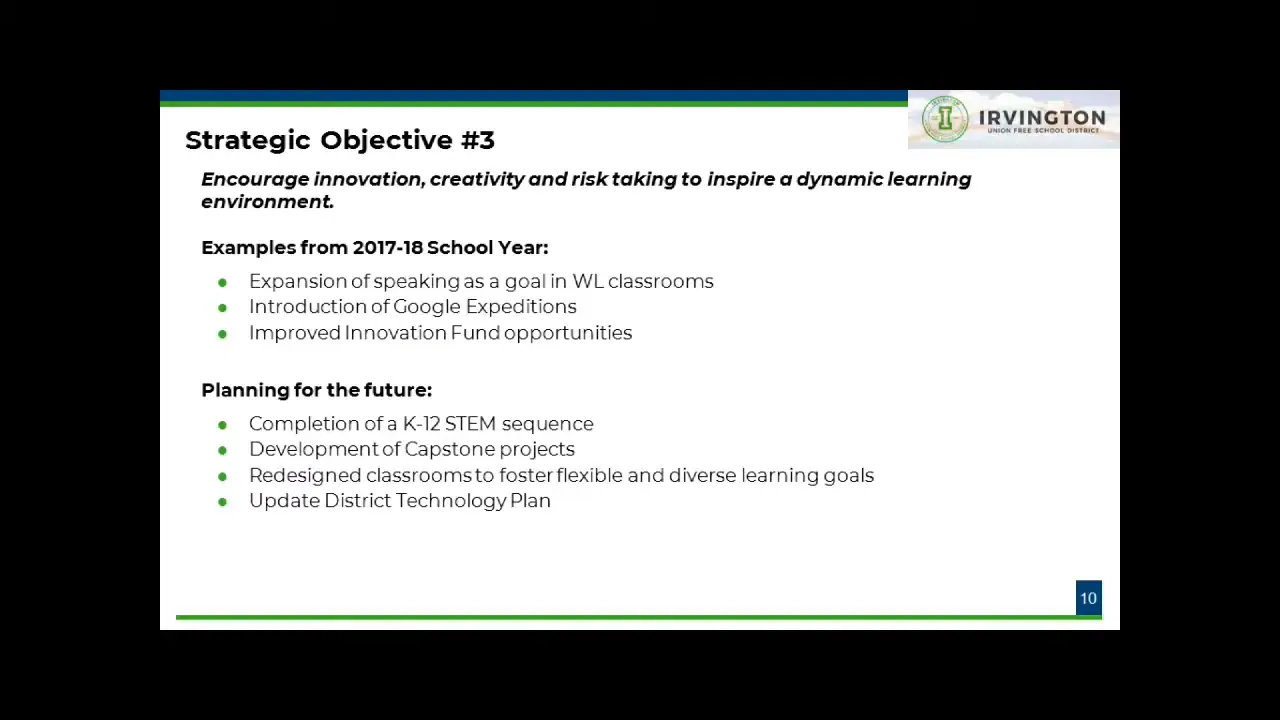 IRVINGTON
UNION FREE SCHOOL DISTRICT
Strategic Objective #3
Encourage innovation, creativity and risk taking to inspire a dynamic learning
environment.
Examples from 2017-18 School Year:
● Expansion of speaking as a goal in WL classrooms
● Introduction of Google Expeditions
● Improved Innovation Fund opportunities
Planning for the future:
● Completion of a K-12 STEM sequence
● Development of Capstone projects
● Redesigned classrooms to foster flexible and diverse learning goals
● Update District Technology Plan
10